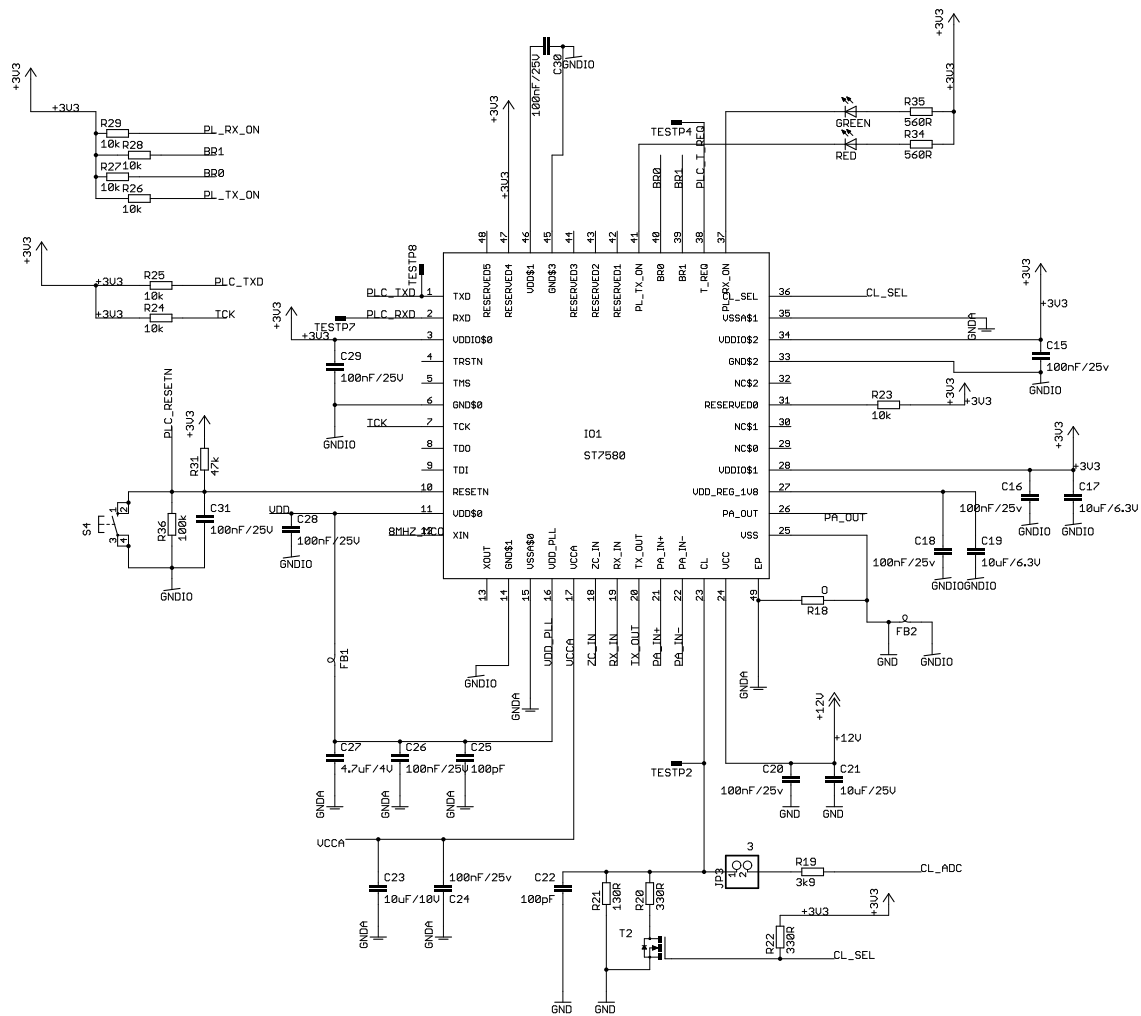 +3V3
+3V3
R29
10k
PL_RX_ON
R28
10k
BR1
R27
10k
BR0
R26
10k
PL_TX_ON
+3V3
+3V3
R25
10k
PLC_TXD
+3V3
R24
10k
TCK
100nF/25V
C30
GNDIO
+3V3
+3V3
+3V3
TESTP4
PLC_T_REQ
BR0
BR1
GREEN
R35
560R
RED
R34
560R
48
47
46
45
44
43
42
41
40
39
38
37
RESERVED5
RESERVED4
VDD$1
GND$3
RESERVED3
RESERVED2
RESERVED1
PL_TX_ON
BR0
BR1
T_REQ
PL_RX_ON
TESTP8
PLC_TXD
1
TXD
TESTP7
PLC_RXD
2
RXD
+3V3
+3V3
3
VDDIO$0
C29
100nF/25V
GNDIO
4
TRSTN
5
TMS
6
GND$0
TCK
7
TCK
8
TDO
9
TDI
10
RESETN
11
VDD$0
8MHZ_MCO
12
XIN
IO1
ST7580
CL_SEL
36
CL_SEL
VSSA$1
35
GNDA
VDDIO$2
34
+3V3
+3V3
GND$2
33
C15
100nF/25v
GNDIO
NC$2
32
RESERVED0
31
R23
10k
+3V3
+3V3
NC$1
30
NC$0
29
VDDIO$1
28
+3V3
+3V3
VDD_REG_1V8
27
C16
100nF/25v
GNDIO
C17
10uF/6.3V
GNDIO
PA_OUT
26
PA_OUT
VSS
25
C18
100nF/25v
GNDIO
C19
10uF/6.3V
GNDIO
PLC_RESETN
+3V3
R31
47k
S4
1
2
3
4
R36
100k
C31
100nF/25V
GNDIO
VDD
C28
100nF/25V
GNDIO
XOUT
GND$1
VSSA$0
VDD_PLL
VCCA
ZC_IN
RX_IN
TX_OUT
PA_IN+
PA_IN-
CL
VCC
EP
13
14
15
16
17
18
19
20
21
22
23
24
49
GNDIO
GNDA
VDD_PLL
VCCA
ZC_IN
RX_IN
TX_OUT
PA_IN+
PA_IN-
GNDA
0
R18
GND
FB2
GNDIO
FB1
C27
4.7uF/4V
GNDA
C26
100nF/25V
GNDA
C25
100pF
GNDA
+12V
+12V
TESTP2
C20
100nF/25v
GND
C21
10uF/25V
GND
VCCA
C23
10uF/10V
GNDA
100nF/25v
C24
GNDA
C22
100pF
GND
R21
130R
GND
R20
330R
T2
JP3
1
2
3
R19
3k9
CL_ADC
+3V3
+3V3
R22
330R
CL_SEL